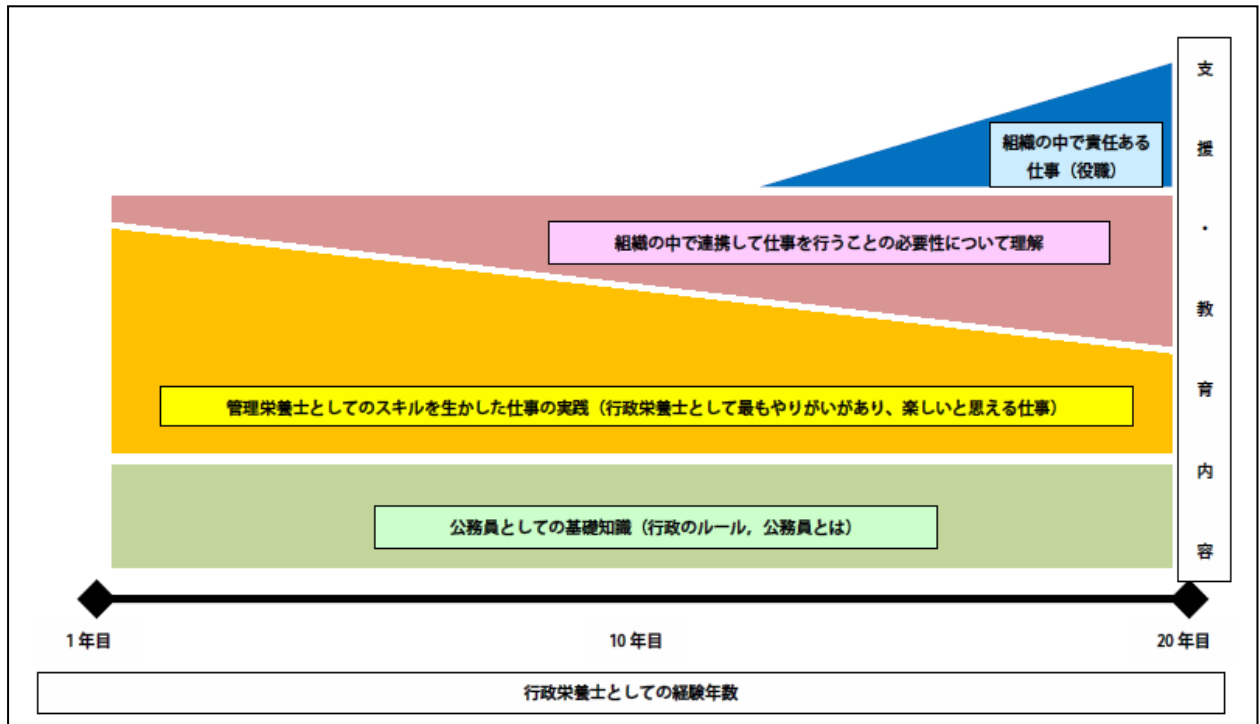 支援・教育内容
組織の中で責任ある
仕事（役職）
組織の中で連携して仕事を行うことの必要性について理解
管理栄養士としてのスキルを生かした仕事の実践（行政栄養士として最もやりがいがあり、楽しいと思える仕事）
公務員としての基礎知識（行政のルール，公務員とは）
1年目
10年目
20年目
行政栄養士としての経験年数